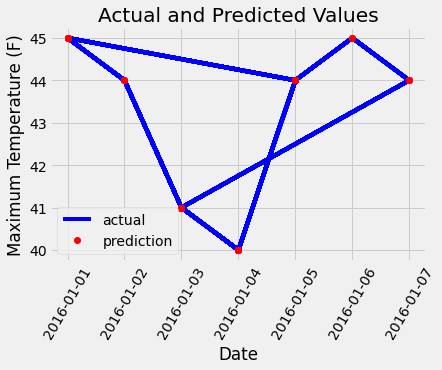 Actual and Predicted Values
Maximum Temperature (F)
45
44
43
42
41
40
actual
prediction
2016-01-01
2016-01-02
2016-01-03
2016-01-04
2016-01-05
2016-01-06
2016-01-07
Date